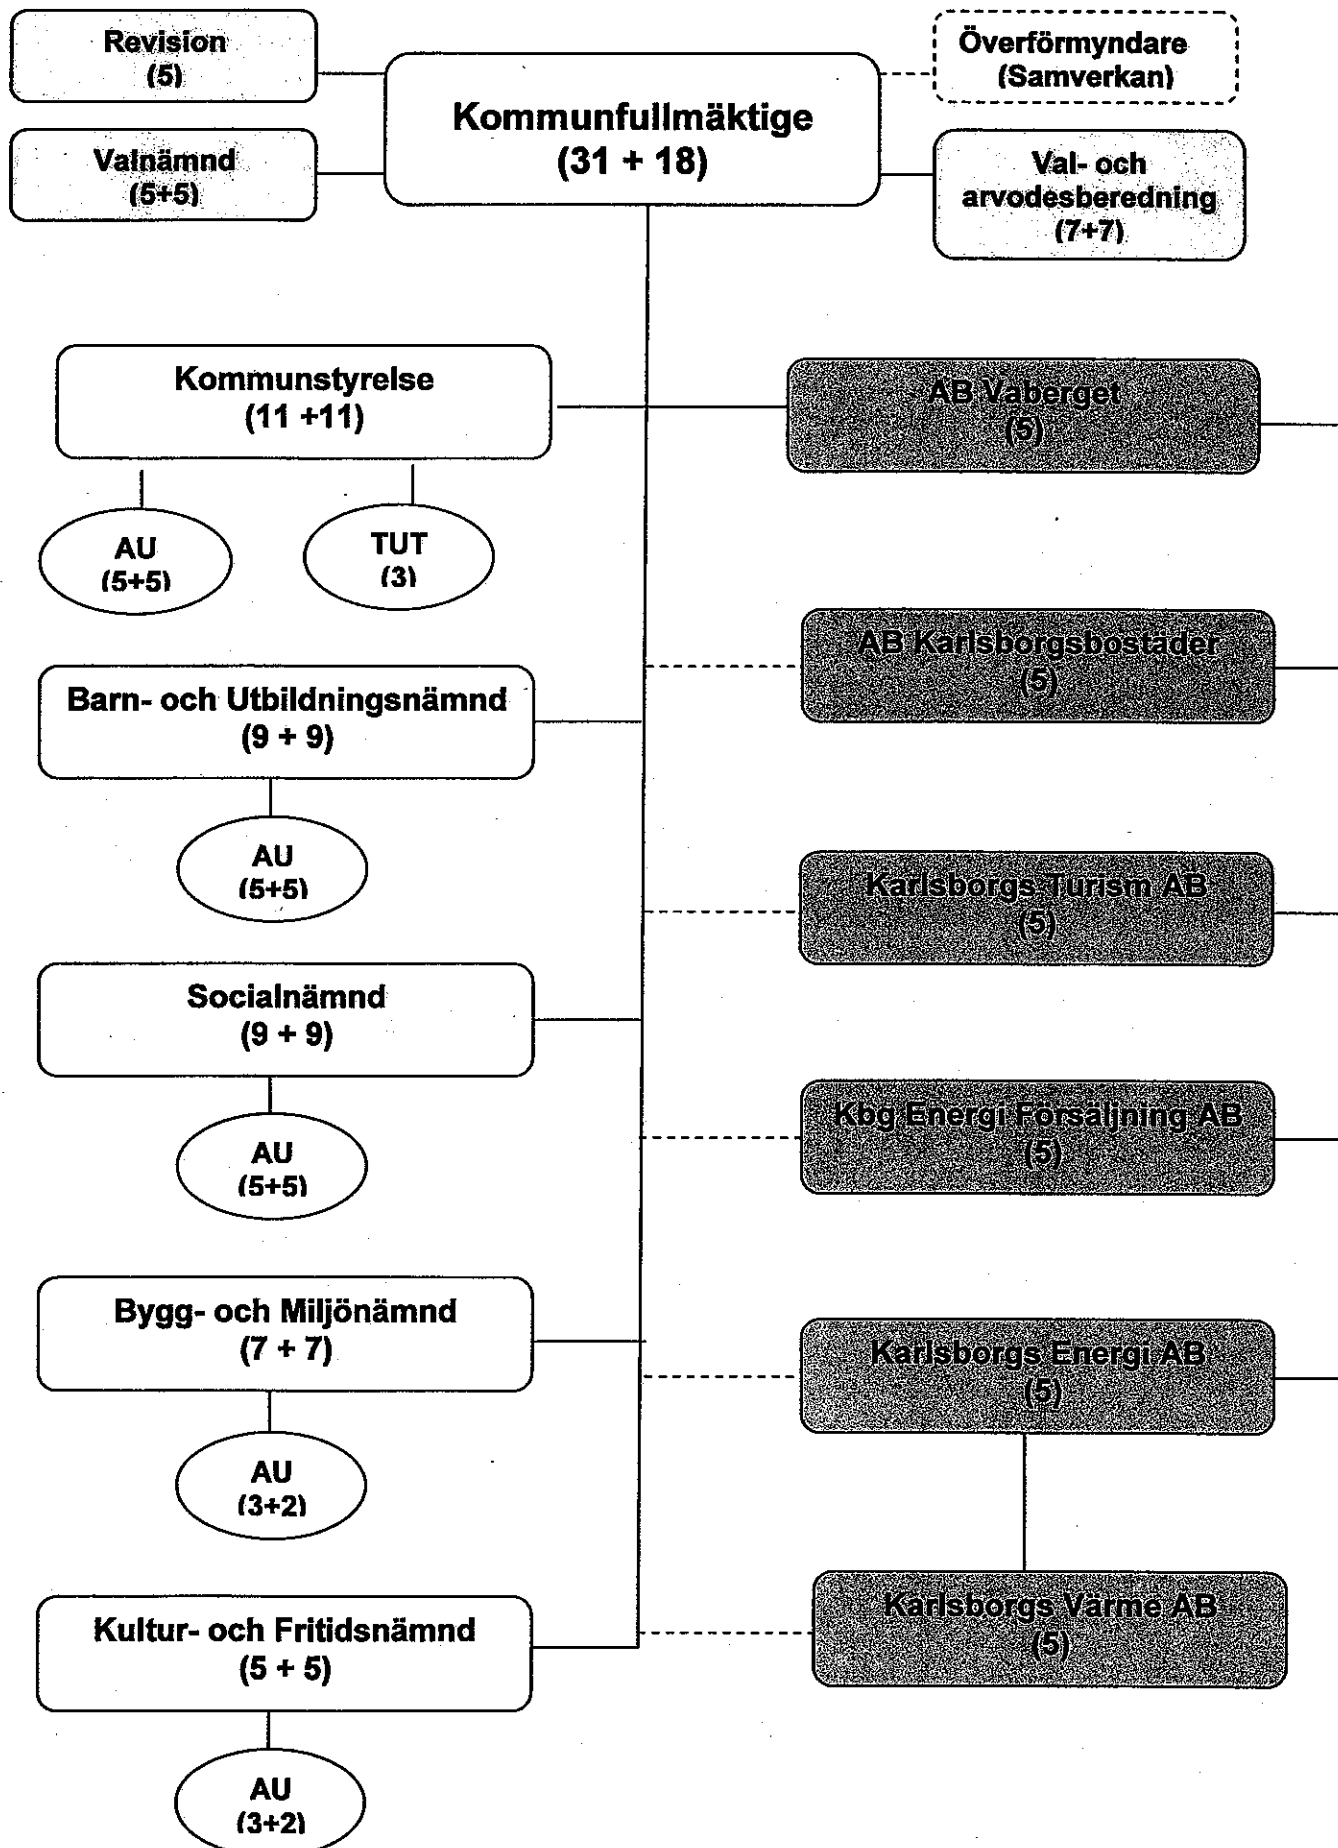 Revision
(5)
Överförmyndare
(Samverkan)
Kommunfullmäktige
(31 + 18)
Valnämnd
(5+5)
Val- och
arvodesberedning
(7+7)
Kommunstyrelse
(11 +11)
AB Vaberget
(5)
AU
(5+5)
TUT
(3)
AB Karlsborgsbostäder
(5)
Barn- och Utbildningsnämnd
(9 + 9)
AU
(5+5)
Karlsborgs Turism AB
(5)
Socialnämnd
(9 + 9)
Kbg Energi Försäljning AB
(5)
AU
(5+5)
Bygg- och Miljönämnd
(7 + 7)
Karlsborgs Energi AB
(5)
AU
(3+2)
Kultur- och Fritidsnämnd
(5 + 5)
Karlsborgs Värme AB
(5)
AU
(3+2)